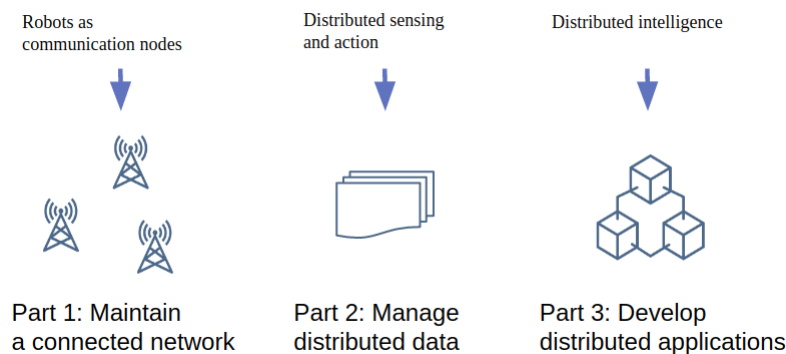 Robots as
communication nodes
Distributed sensing
and action
Distributed intelligence
Part 1: Maintain
a connected network
Part 2: Manage
distributed data
Part 3: Develop
distributed applications